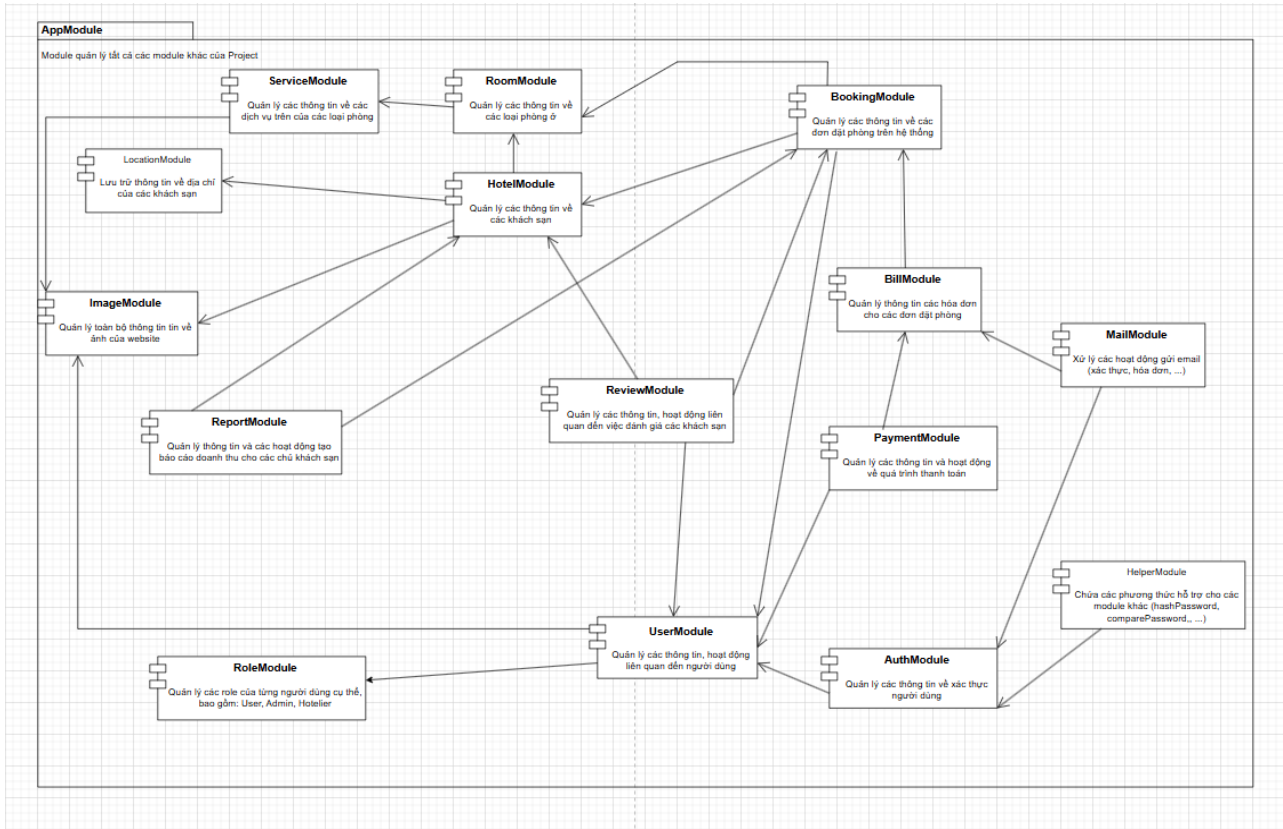 AppModule
Module quản lý tất cả các module khác của Project
ServiceModule
Quản lý các thông tin về các
dịch vụ trên của các loại phòng
RoomModule
Quản lý các thông tin về
các loại phòng ở
BookingModule
Quản lý các thông tin về các
đơn đặt phòng trên hệ thống
LocationModule
Lưu trữ thông tin về địa chỉ
của các khách sạn
HotelModule
Quản lý các thông tin về
các khách sạn
ImageModule
Quản lý toàn bộ thông tin tin về
ảnh của website
BillModule
Quản lý thông tin các hóa đơn
cho các đơn đặt phòng
MailModule
Xử lý các hoạt động gửi email
(xác thực, hóa đơn, ...)
ReportModule
Quản lý thông tin và các hoạt động tạo
báo cáo doanh thu cho các chủ khách sạn
ReviewModule
Quản lý các thông tin, hoạt động liên
quan đến việc đánh giá các khách sạn
PaymentModule
Quản lý các thông tin và hoạt động
về quá trình thanh toán
HelperModule
Chứa các phương thức hỗ trợ cho các
module khác (hashPassword,
comparePassword,, ...)
UserModule
Quản lý các thông tin, hoạt động
liên quan đến người dùng
RoleModule
Quản lý các role của từng người dùng cụ thể,
bao gồm: User, Admin, Hotelier
AuthModule
Quản lý các thông tin về xác thực
người dùng